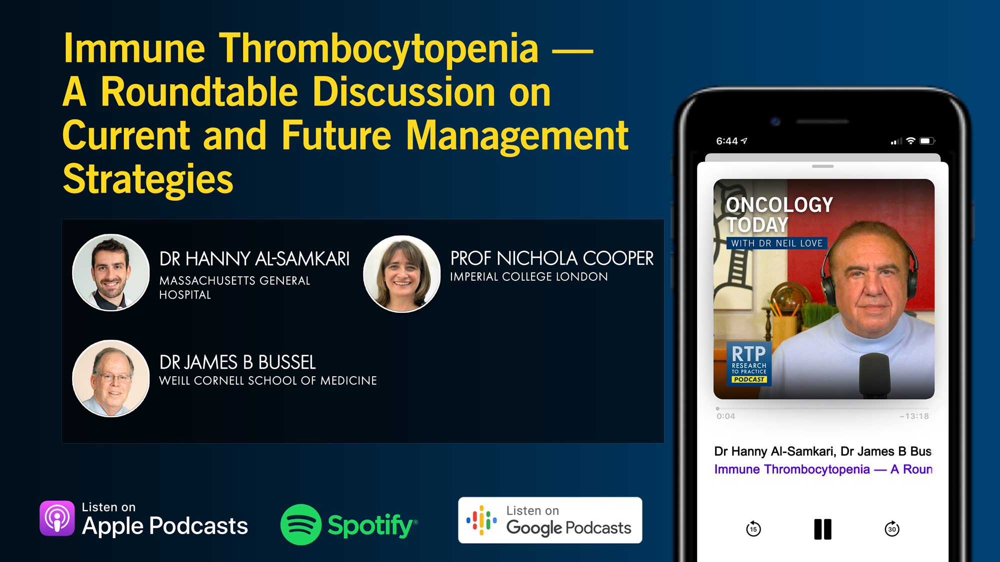 Immune Thrombocytopenia —
A Roundtable Discussion on
Current and Future Management
Strategies
DR HANNY AL-SAMKARI
MASSACHUSETTS GENERAL
HOSPITAL
PROF NICHOLA COOPER
IMPERIAL COLLEGE LONDON
DR JAMES B BUSSEL
WEILL CORNELL SCHOOL OF MEDICINE
Listen on
Apple Podcasts
Spotify®
Listen on
Google Podcasts
6:44
ONCOLOGY
TODAY
WITH DR NEIL LOVE
RTP
RESEARCH
TO PRACTICE
PODCAST
0:04
-13:18
Dr Hanny Al-Samkari, Dr James B Bus
Immune Thrombocytopenia — A Roun
15
30